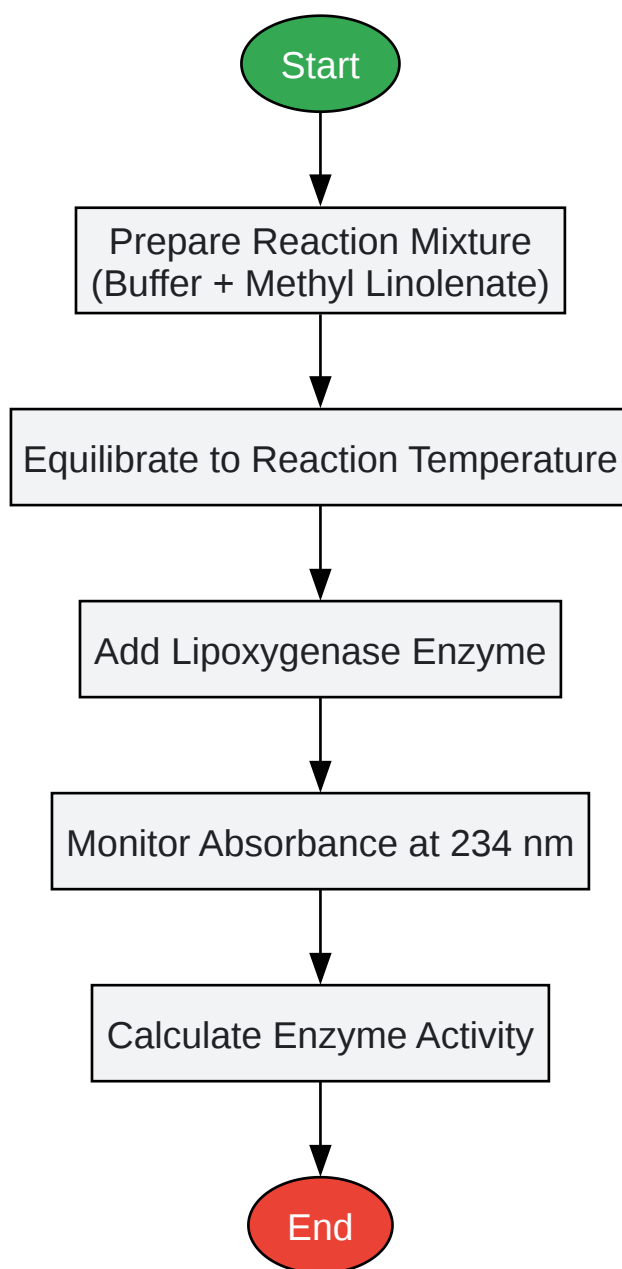 Start
Prepare Reaction Mixture
(Buffer + Methyl Linolenate)
Equilibrate to Reaction Temperature
Add Lipoxygenase Enzyme
Monitor Absorbance at 234 nm
Calculate Enzyme Activity
End